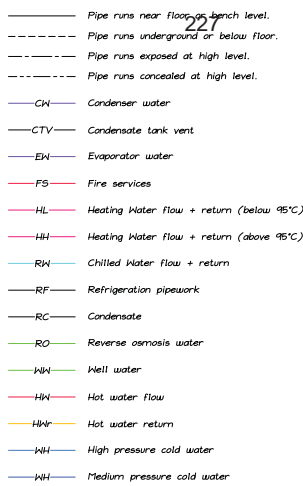 Pipe runs near floor or bench level.
227
Pipe runs underground or below floor.
Pipe runs exposed at high level.
Pipe runs concealed at high level.
CW Condenser water
CTV Condensate tank vent
EW Evaporator water
FS Fire services
HL Heating Water flow + return (below 95°C)
HH Heating Water flow + return (above 95°C)
RW Chilled Water flow + return
RF Refrigeration pipework
RC Condensate
RO Reverse osmosis water
WW Well water
HW Hot water flow
HWr Hot water return
WH High pressure cold water
WH Medium pressure cold water